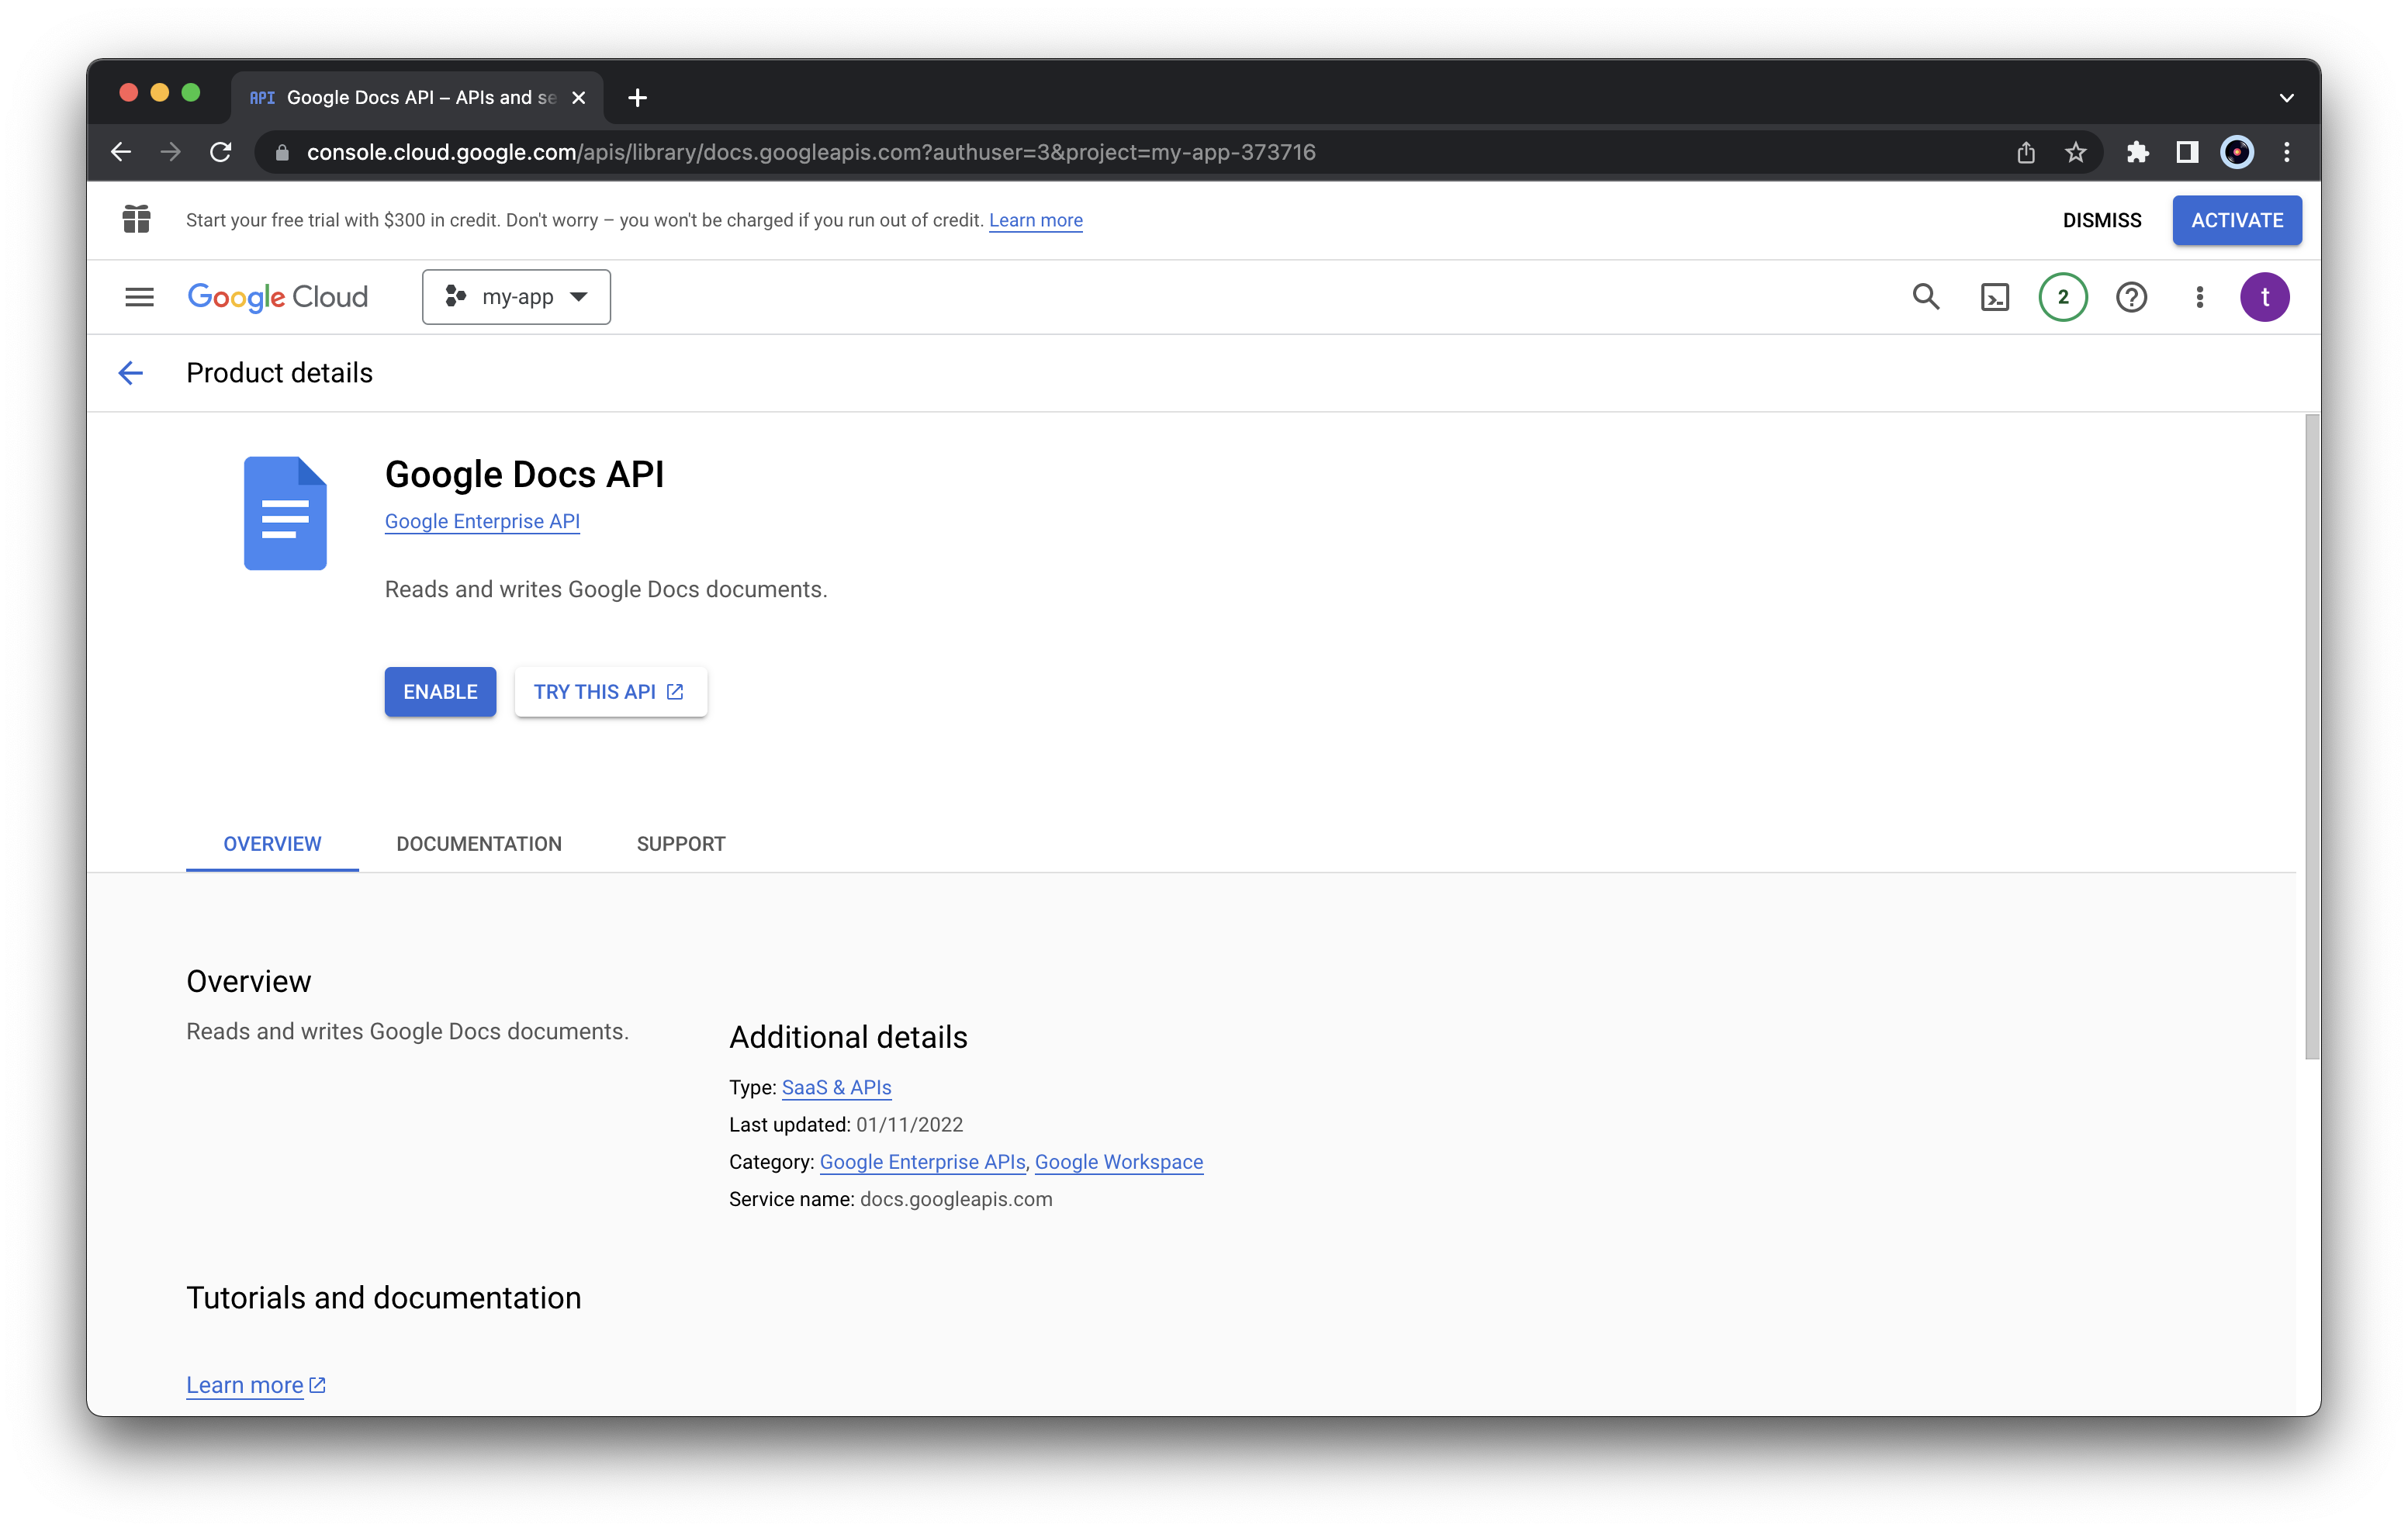 API Google Docs API – APIs and se
console.cloud.google.com/apis/library/docs.googleapis.com?authuser=3&project=my-app-373716
Start your free trial with $300 in credit. Don't worry – you won't be charged if you run out of credit. Learn more
DISMISS
ACTIVATE
Google Cloud
my-app
2
t
Product details
Google Docs API
Google Enterprise API
Reads and writes Google Docs documents.
ENABLE
TRY THIS API
OVERVIEW
DOCUMENTATION
SUPPORT
Overview
Reads and writes Google Docs documents.
Additional details
Type: SaaS & APIs
Last updated: 01/11/2022
Category: Google Enterprise APIs, Google Workspace
Service name: docs.googleapis.com
Tutorials and documentation
Learn more